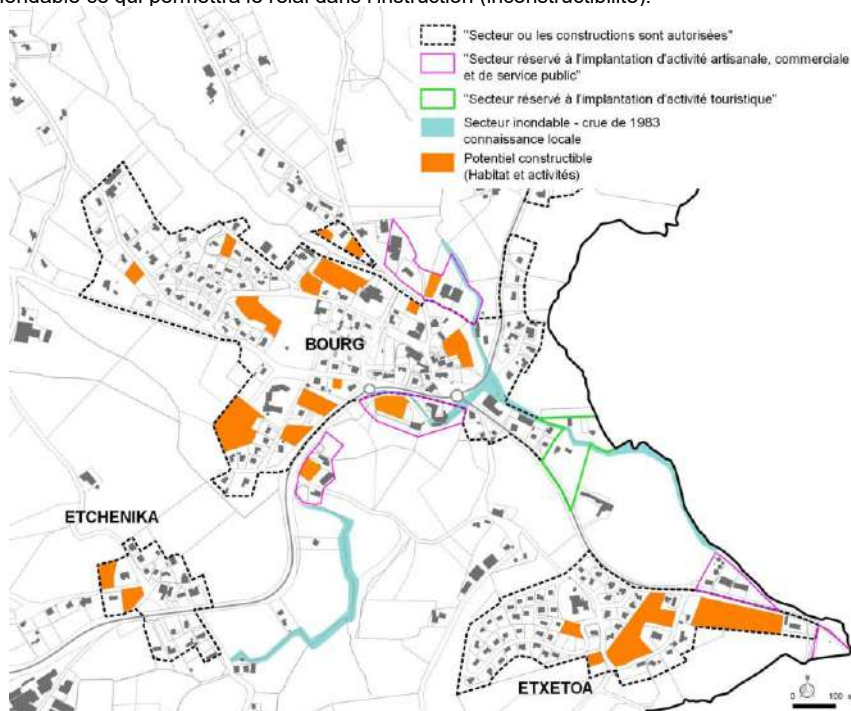 ondable ce qui permettra le relai dans l'instruction (inconstructibilité).
"Secteur ou les constructions sont autorisées"
"Secteur réservé à l'implantation d'activité artisanale, commerciale
et de service public"
"Secteur réservé à l'implantation d'activité touristique"
Secteur inondable - crue de 1983
connaissance locale
Potentiel constructible
(Habitat et activités)
BOURG
ETCHENIKA
ETXETOA
0 100